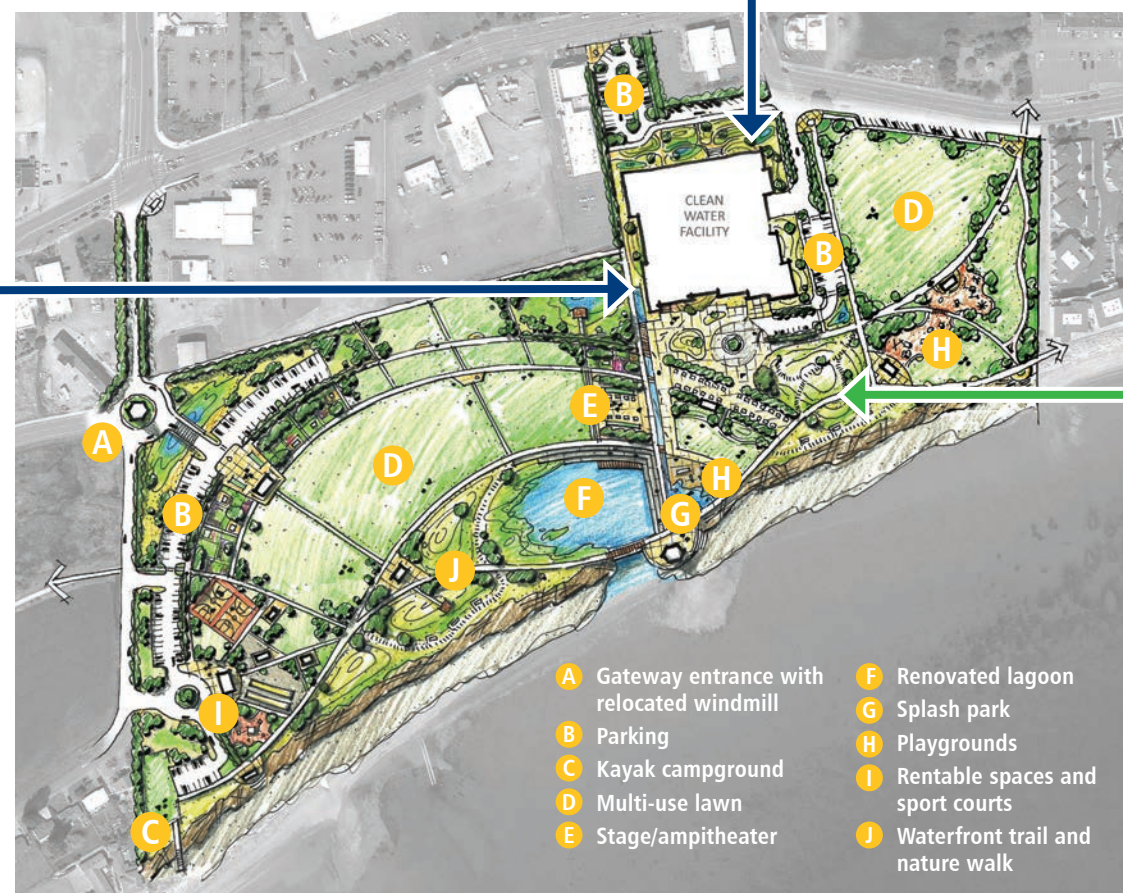 B
CLEAN
WATER
FACILITY
D
B
H
E
A
D
B
F
H
G
J
I
C
A Gateway entrance with
relocated windmill
B Parking
C Kayak campground
D Multi-use lawn
E Stage/ampitheater
F Renovated lagoon
G Splash park
H Playgrounds
I Rentable spaces and
sport courts
J Waterfront trail and
nature walk